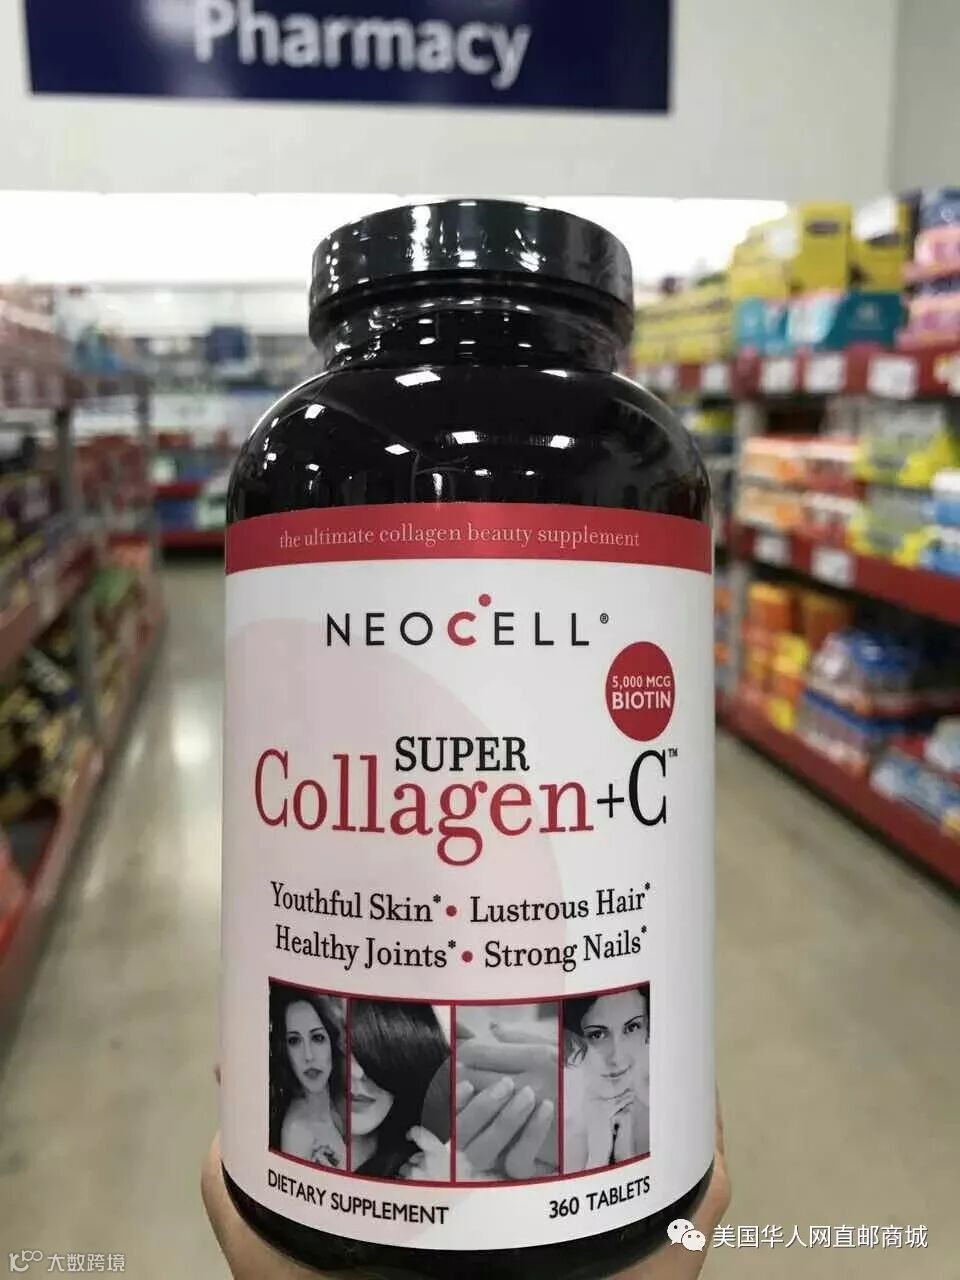 Pharmacy
the ultimate collagen beauty supplement
NEOCELL®
5,000 MCG
BIOTIN
SUPER
Collagen+C™
Youthful Skin* • Lustrous Hair*
Healthy Joints* • Strong Nails*
DIETARY SUPPLEMENT
360 TABLETS
美国华人网直邮商城
大数跨境